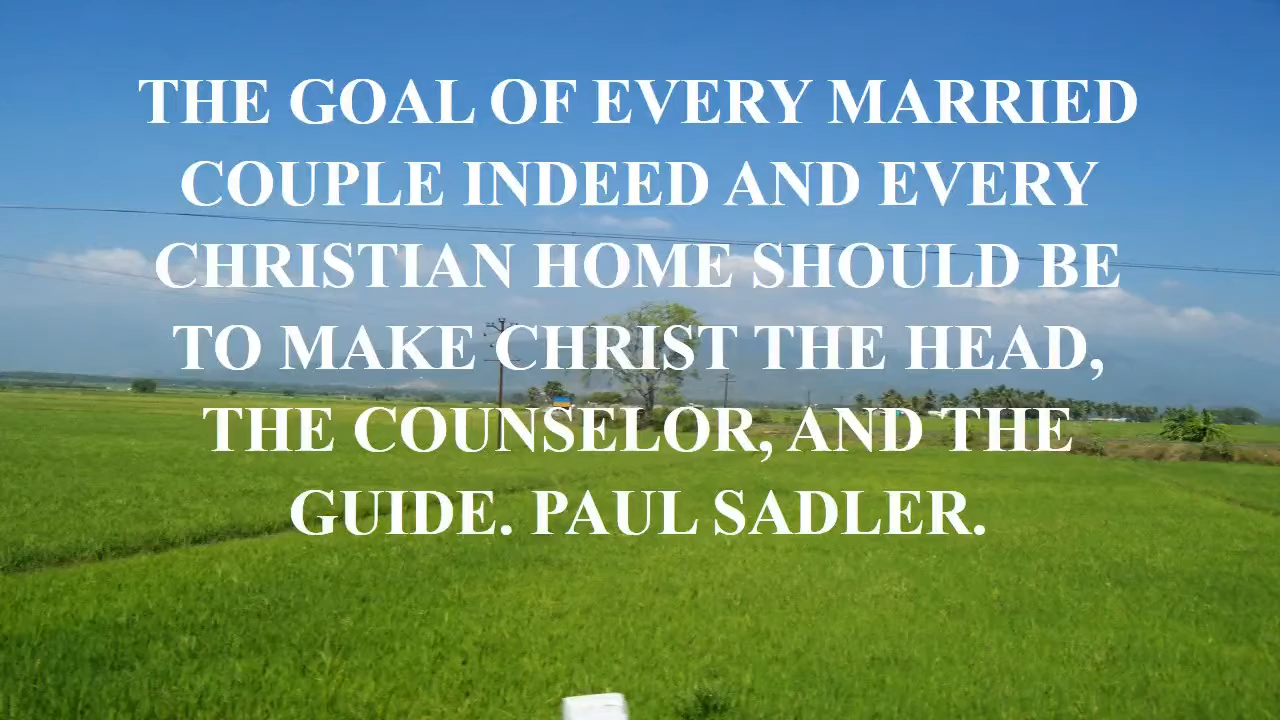 THE GOAL OF EVERY MARRIED
COUPLE INDEED AND EVERY
CHRISTIAN HOME SHOULD BE
TO MAKE CHRIST THE HEAD,
THE COUNSELOR, AND THE
GUIDE. PAUL SADLER.